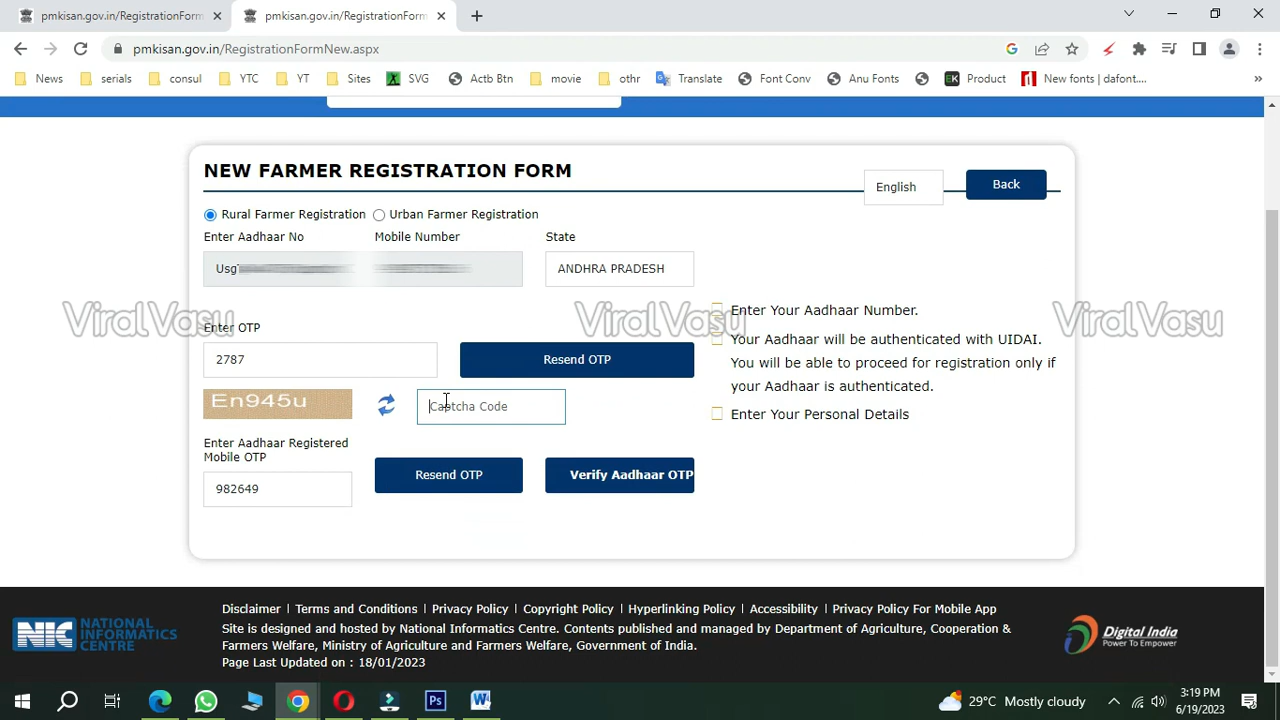 pmkisan.gov.in/RegistrationForm
pmkisan.gov.in/RegistrationForm
pmkisan.gov.in/RegistrationFormNew.aspx
News serials consul YTC YT Sites SVG Actb Btn movie othr Translate Font Conv Anu Fonts Product New fonts | dafont.... »
NEW FARMER REGISTRATION FORM
English
Back
Rural Farmer Registration Urban Farmer Registration
Enter Aadhaar No Mobile Number State
ANDHRA PRADESH
Enter Your Aadhaar Number.
ViralVasu ViralVasu ViralVasu
Enter OTP
Your Aadhaar will be authenticated with UIDAI.
You will be able to proceed for registration only if
your Aadhaar is authenticated.
2787
Resend OTP
En945u
Captcha Code
Enter Your Personal Details
Enter Aadhaar Registered
Mobile OTP
Resend OTP
Verify Aadhaar OTP
982649
Disclaimer | Terms and Conditions | Privacy Policy | Copyright Policy | Hyperlinking Policy | Accessibility | Privacy Policy For Mobile App
NIC NATIONAL
INFORMATICS
CENTRE
Site is designed and hosted by National Informatics Centre. Contents published and managed by Department of Agriculture, Cooperation &
Farmers Welfare, Ministry of Agriculture and Farmers Welfare, Government of India.
Page Last Updated on : 18/01/2023
Digital India
Power To Empower
29°C Mostly cloudy
3:19 PM
6/19/2023